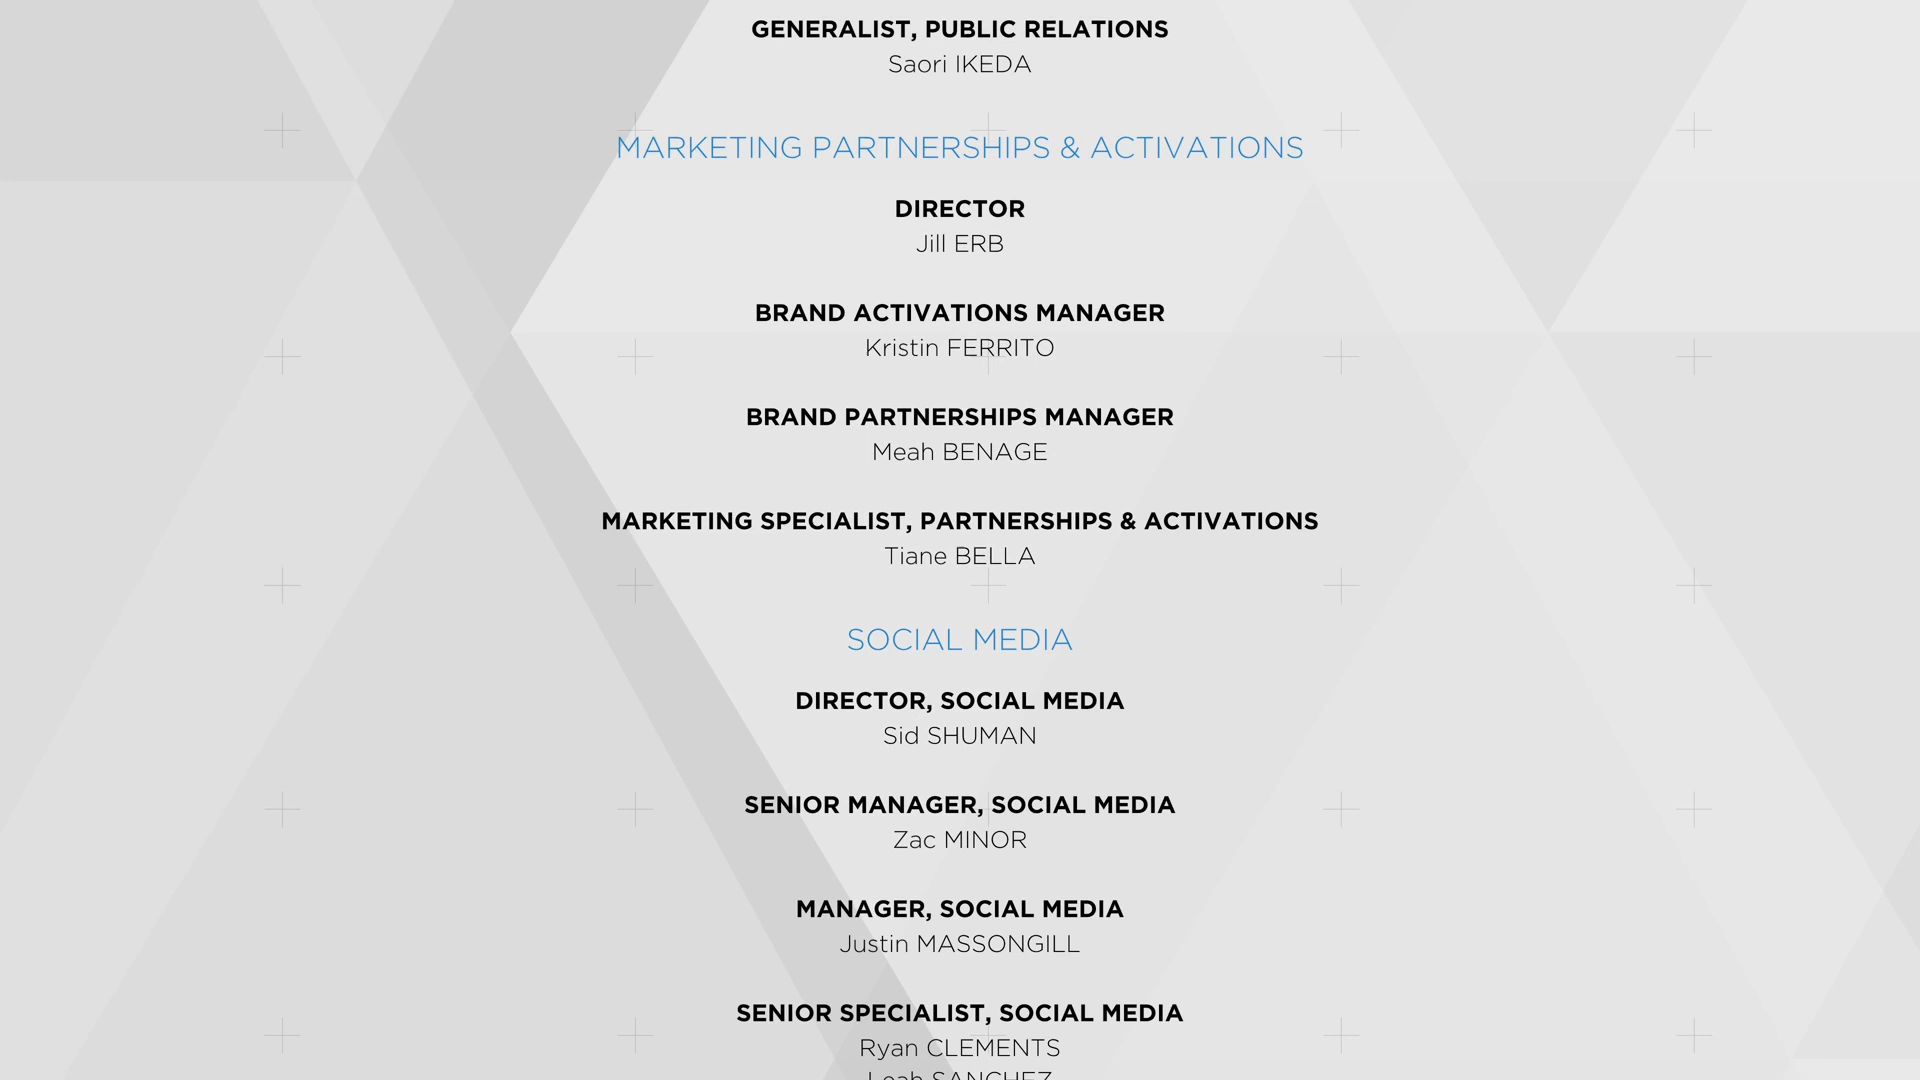 GENERALIST, PUBLIC RELATIONS
Saori IKEDA
MARKETING PARTNERSHIPS & ACTIVATIONS
DIRECTOR
Jill ERB
BRAND ACTIVATIONS MANAGER
Kristin FERRITO
BRAND PARTNERSHIPS MANAGER
Meah BENAGE
MARKETING SPECIALIST, PARTNERSHIPS & ACTIVATIONS
Tiane BELLA
SOCIAL MEDIA
DIRECTOR, SOCIAL MEDIA
Sid SHUMAN
SENIOR MANAGER, SOCIAL MEDIA
Zac MINOR
MANAGER, SOCIAL MEDIA
Justin MASSONGILL
SENIOR SPECIALIST, SOCIAL MEDIA
Ryan CLEMENTS
Leah SANCHEZ